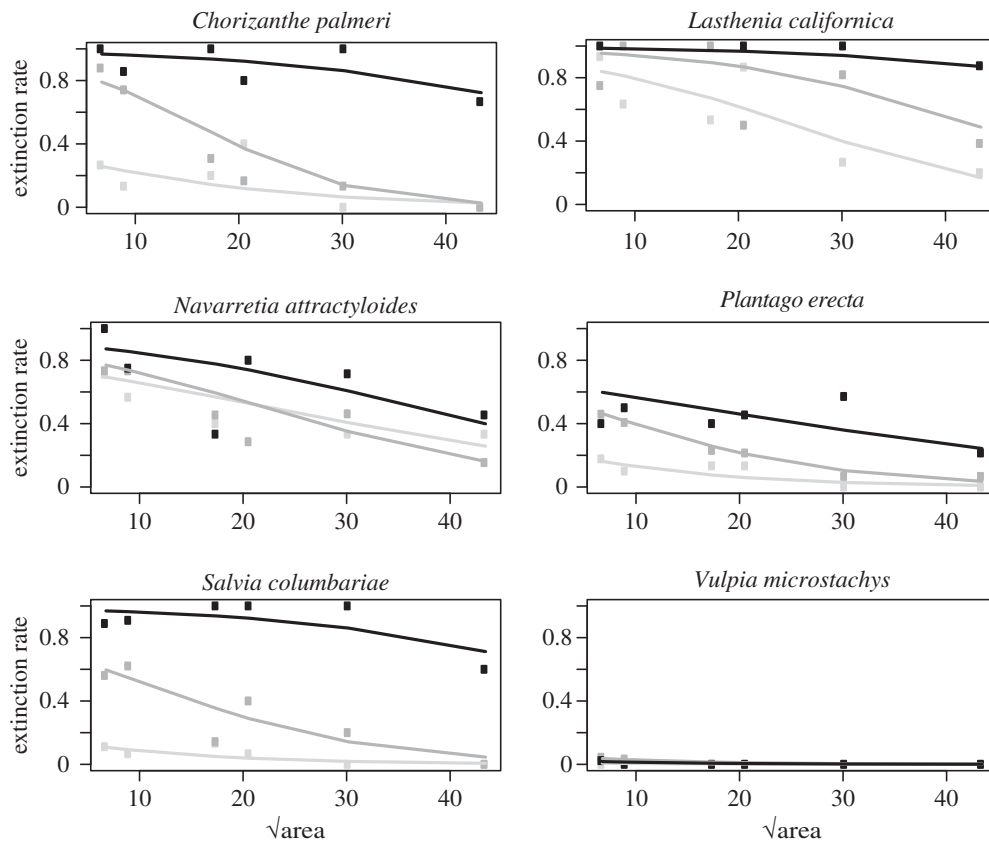 Chorizanthe palmeri
Lasthenia californica
extinction rate
0.8
0.4
0
10 20 30 40
0.8
0.4
0
10 20 30 40
Navarretia attractyloides
Plantago erecta
extinction rate
0.8
0.4
0
10 20 30 40
0.8
0.4
0
10 20 30 40
Salvia columbariae
Vulpia microstachys
extinction rate
0.8
0.4
0
10 20 30 40
√area
0.8
0.4
0
10 20 30 40
√area